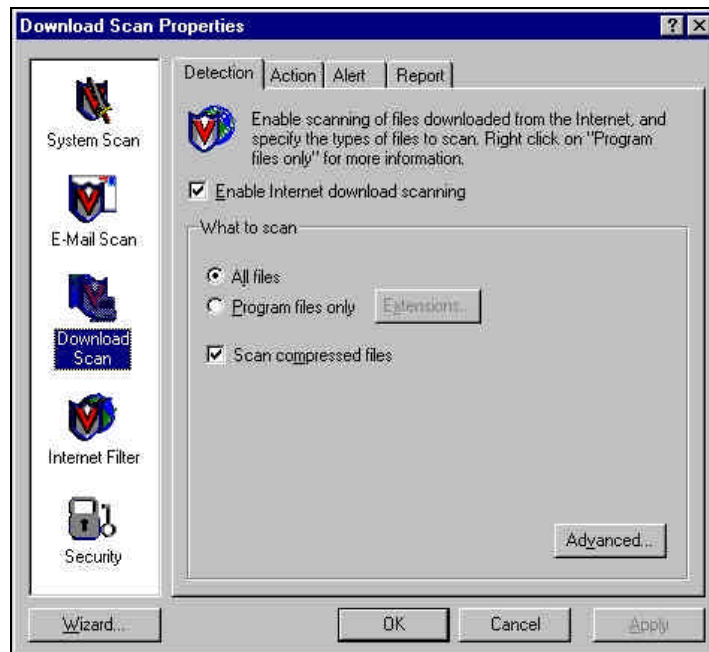 Download Scan Properties
System Scan
E-Mail Scan
Download
Scan
Internet Filter
Security
Detection Action Alert Report
Enable scanning of files downloaded from the Internet, and
specify the types of files to scan. Right click on "Program
files only" for more information.
Enable Internet download scanning
What to scan
All files
Program files only Extensions...
Scan compressed files
Advanced...
Wizard... OK Cancel Apply